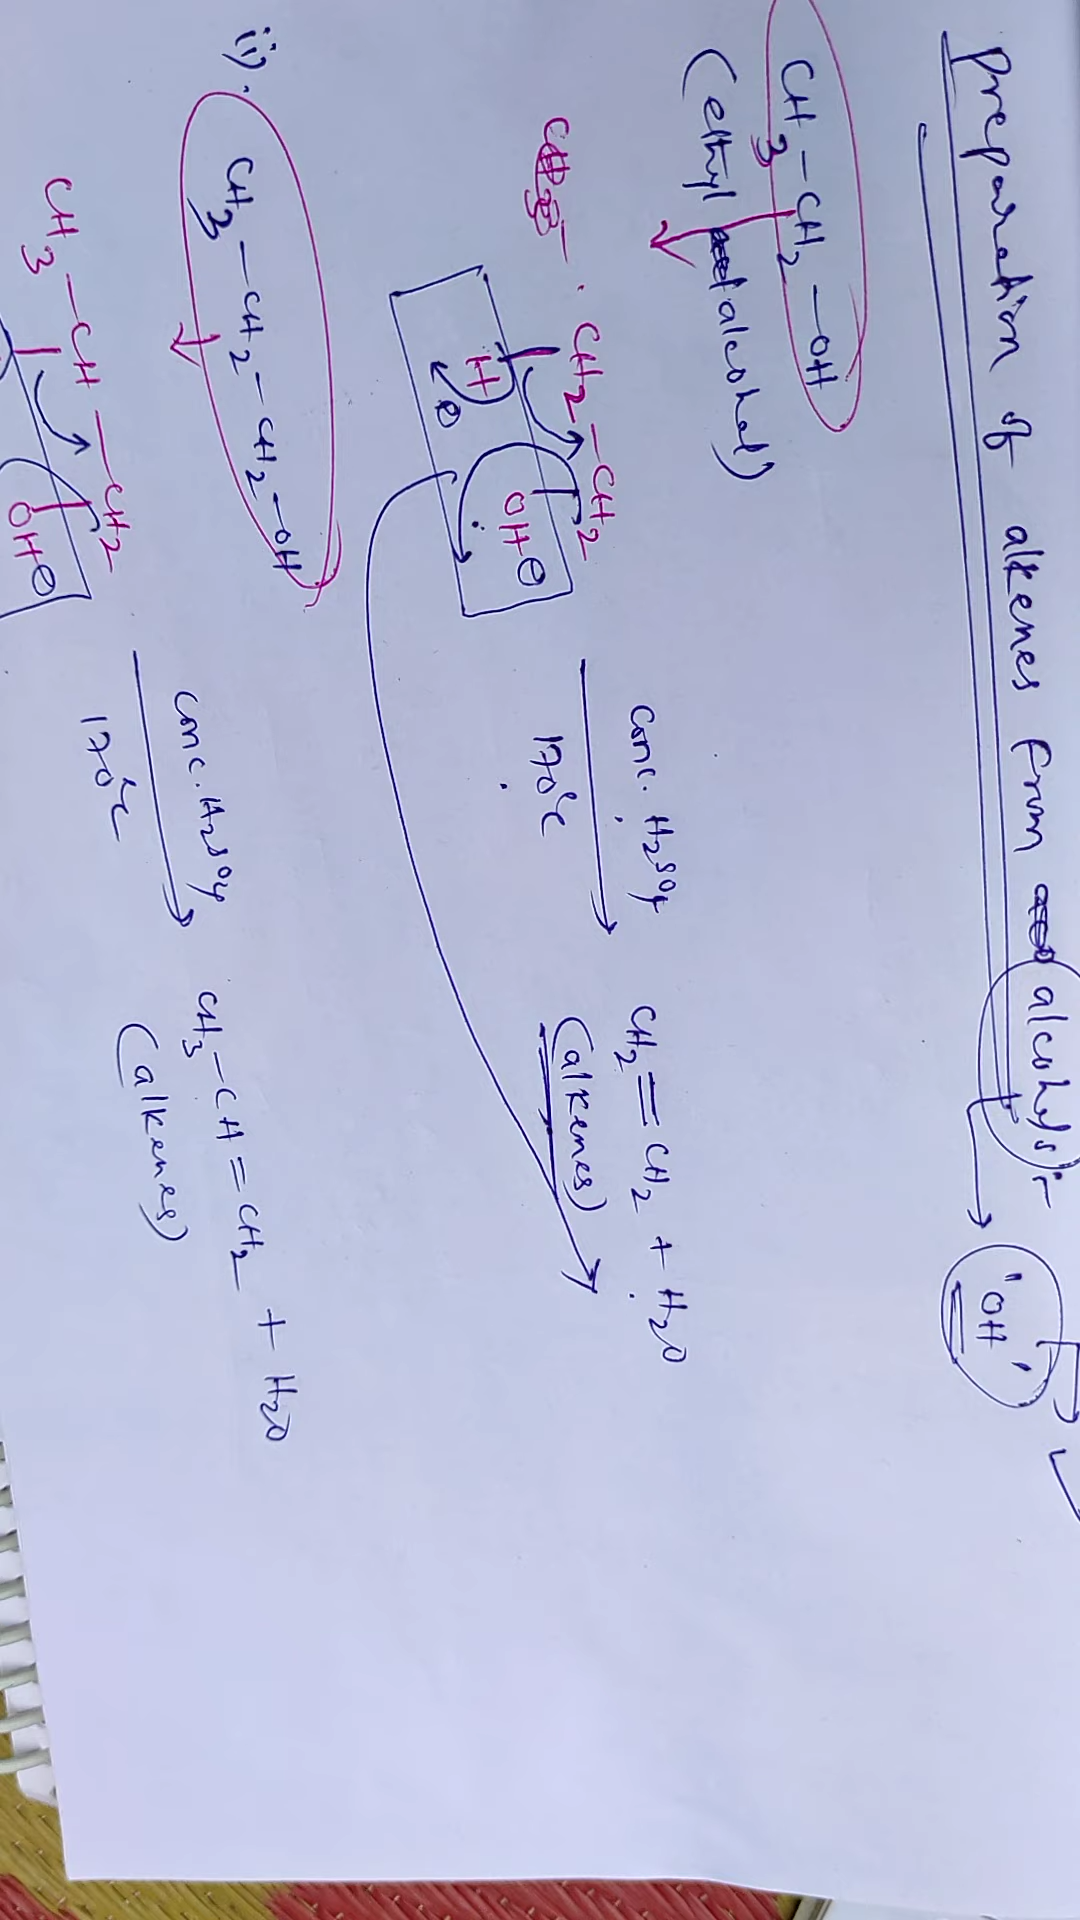 Preparation of alkenes from alcohols :-
"OH"
CH3 - CH2 - OH
(ethyl alcohol)
CH2 - CH2
H OH⊖
Conc. H2SO4
170°C
CH2 = CH2 + H2O
(alkenes)
ii).
CH3 - CH2 - CH2 - OH
CH3 - CH - CH2
OH⊖
Conc. H2SO4
170°C
CH3 - CH = CH2 + H2O
(alkenes)